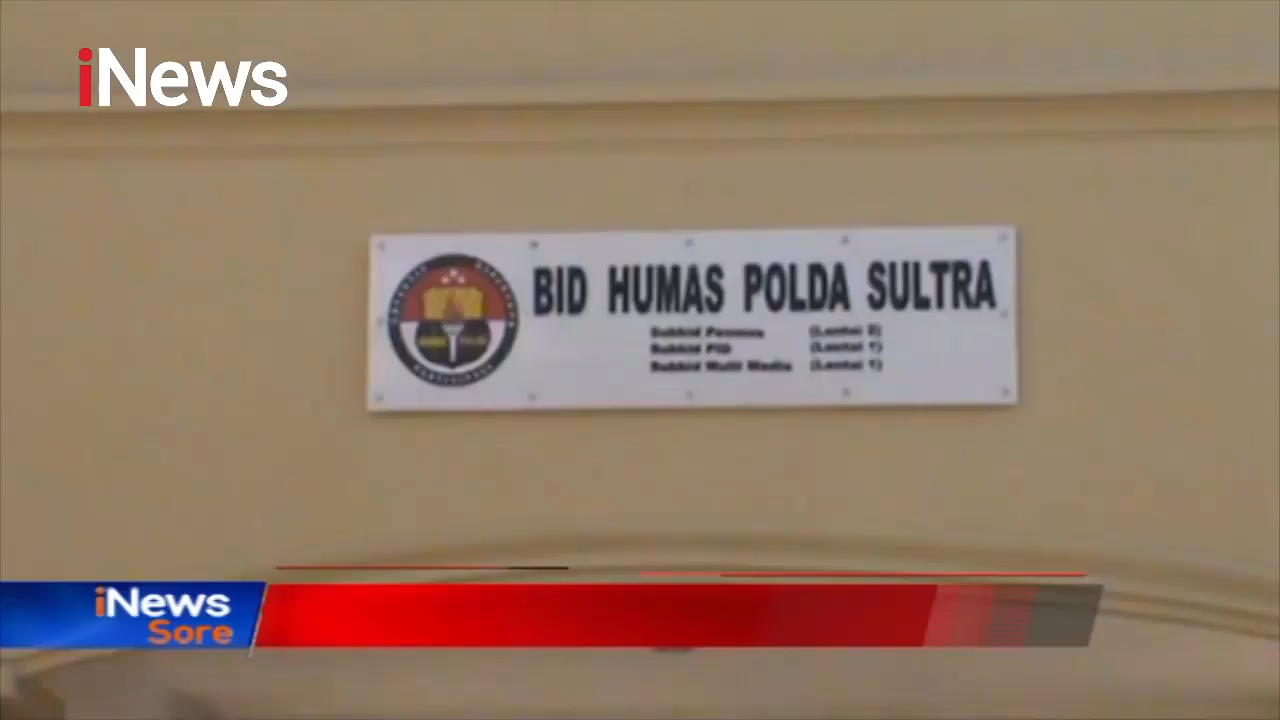 iNews
BID HUMAS POLDA SULTRA
Subbid Penmas (Lantai 2)
Subbid PID (Lantai 1)
Subbid Multi Media (Lantai 1)
iNews
Sore